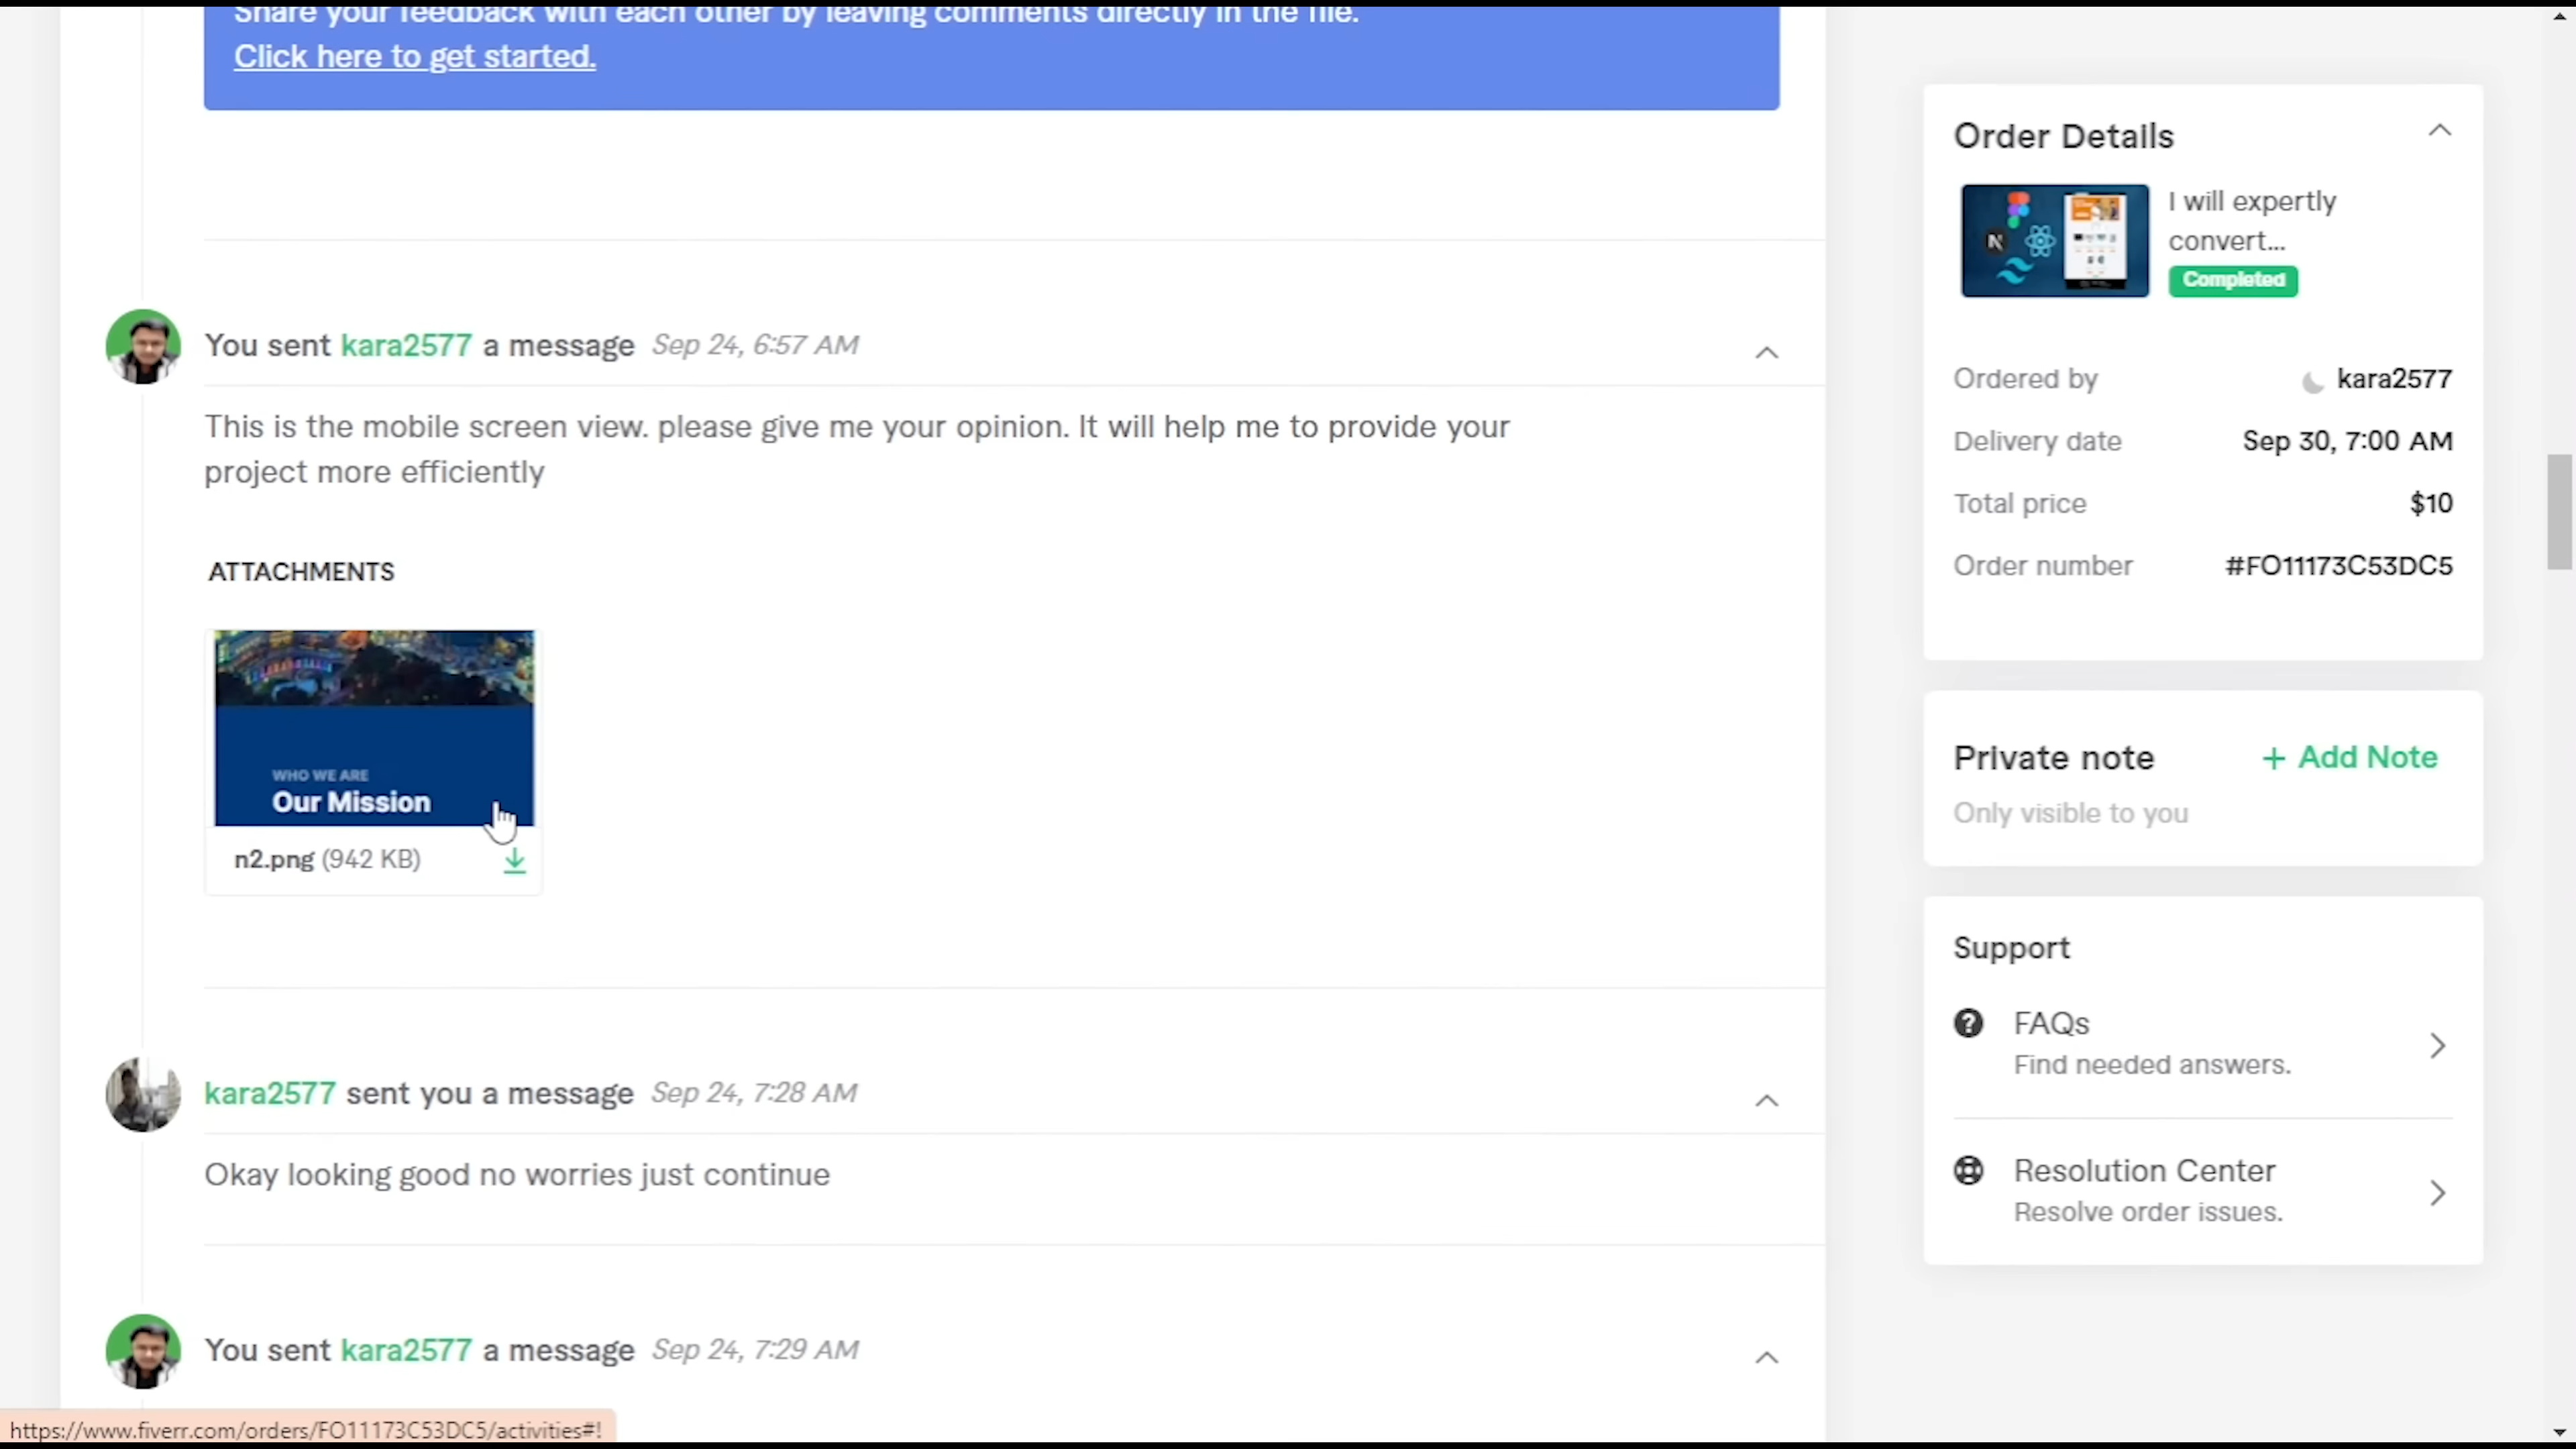 Share your feedback with each other by leaving comments directly in the file.
Click here to get started.
You sent kara2577 a message Sep 24, 6:57 AM
This is the mobile screen view. please give me your opinion. It will help me to provide your
project more efficiently
ATTACHMENTS
WHO WE ARE
Our Mission
n2.png (942 KB)
kara2577 sent you a message Sep 24, 7:28 AM
Okay looking good no worries just continue
You sent kara2577 a message Sep 24, 7:29 AM
https://www.fiverr.com/orders/FO11173C53DC5/activities#!
Order Details
N
I will expertly
convert...
Completed
Ordered by kara2577
Delivery date Sep 30, 7:00 AM
Total price $10
Order number #FO11173C53DC5
Private note + Add Note
Only visible to you
Support
FAQs
Find needed answers.
Resolution Center
Resolve order issues.